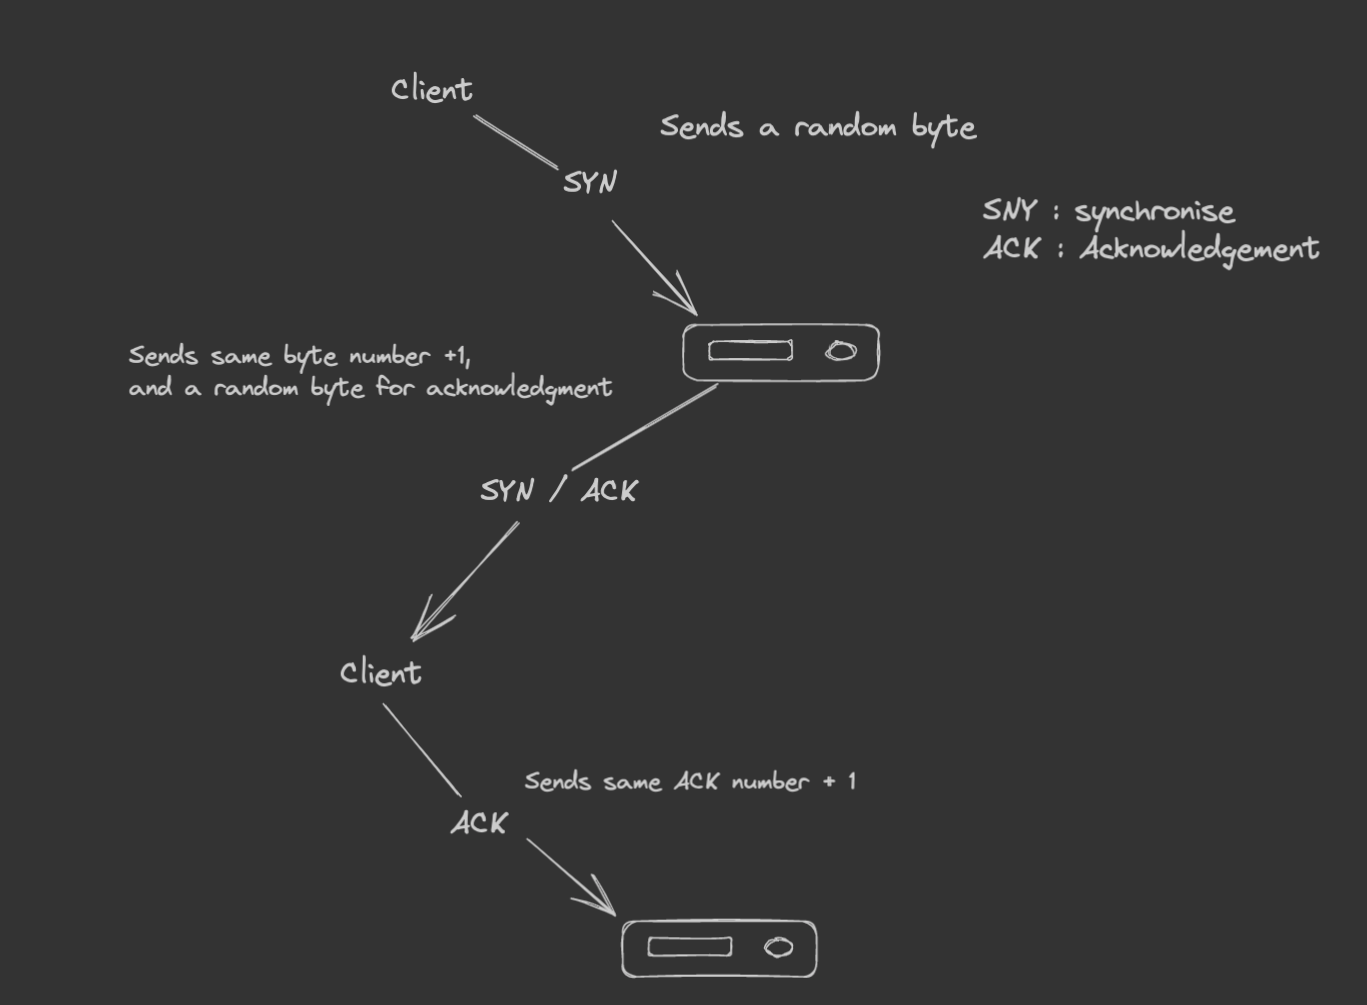 Client
Sends a random byte
SYN
SNY : synchronise
ACK : Acknowledgement
Sends same byte number +1,
and a random byte for acknowledgment
SYN / ACK
Client
Sends same ACK number + 1
ACK